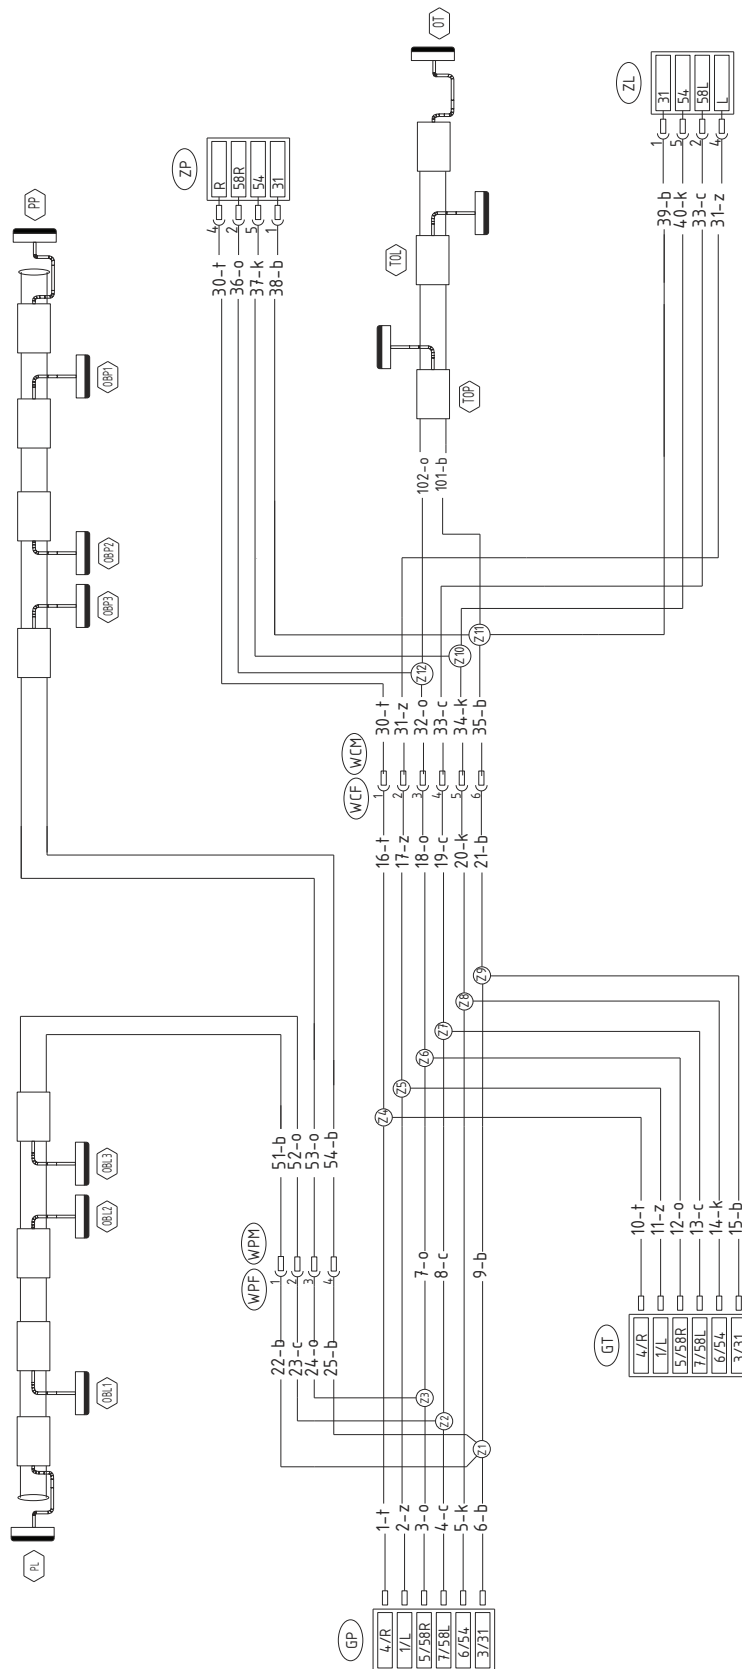 OT
ZL
31
54
58L
L
1
5
2
4
39-b
40-k
33-c
31-z
ZP
R
58R
54
31
4
2
5
1
30-t
36-o
37-k
38-b
PP
OBP1
OBP2
OBP3
TOL
TOP
102-o
101-b
Z11
Z10
Z12
30-t
31-z
32-o
33-c
34-k
35-b
WCM
WCF
1
2
3
4
5
6
16-t
17-z
18-o
19-c
20-k
21-b
Z9
Z8
Z7
Z6
Z5
Z4
OBL3
OBL2
OBL1
PL
51-b
52-o
53-o
54-b
WPM
WPF
1
2
3
4
22-b
23-c
24-o
25-b
7-o
8-c
9-b
10-t
11-z
12-o
13-c
14-k
15-b
GT
4/R
1/L
5/58R
7/58L
6/54
3/31
Z3
Z2
Z1
1-t
2-z
3-o
4-c
5-k
6-b
GP
4/R
1/L
5/58R
7/58L
6/54
3/31